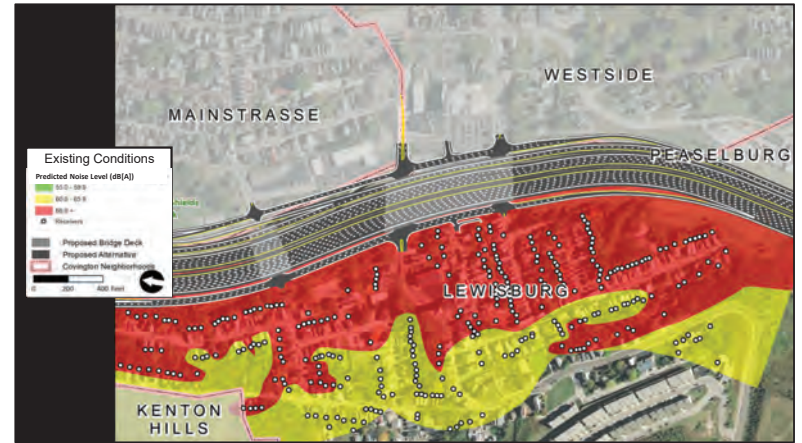 WESTSIDE
MAINSTRASSE
PEASELBURG
Existing Conditions
Predicted Noise Level (dB[A])
55.0 - 59.9
60.0 - 65.9
66.0 +
Receivers
Proposed Bridge Deck
Proposed Alternative
Covington Neighborhoods
0 200 400 Feet
LEWISBURG
KENTON
HILLS